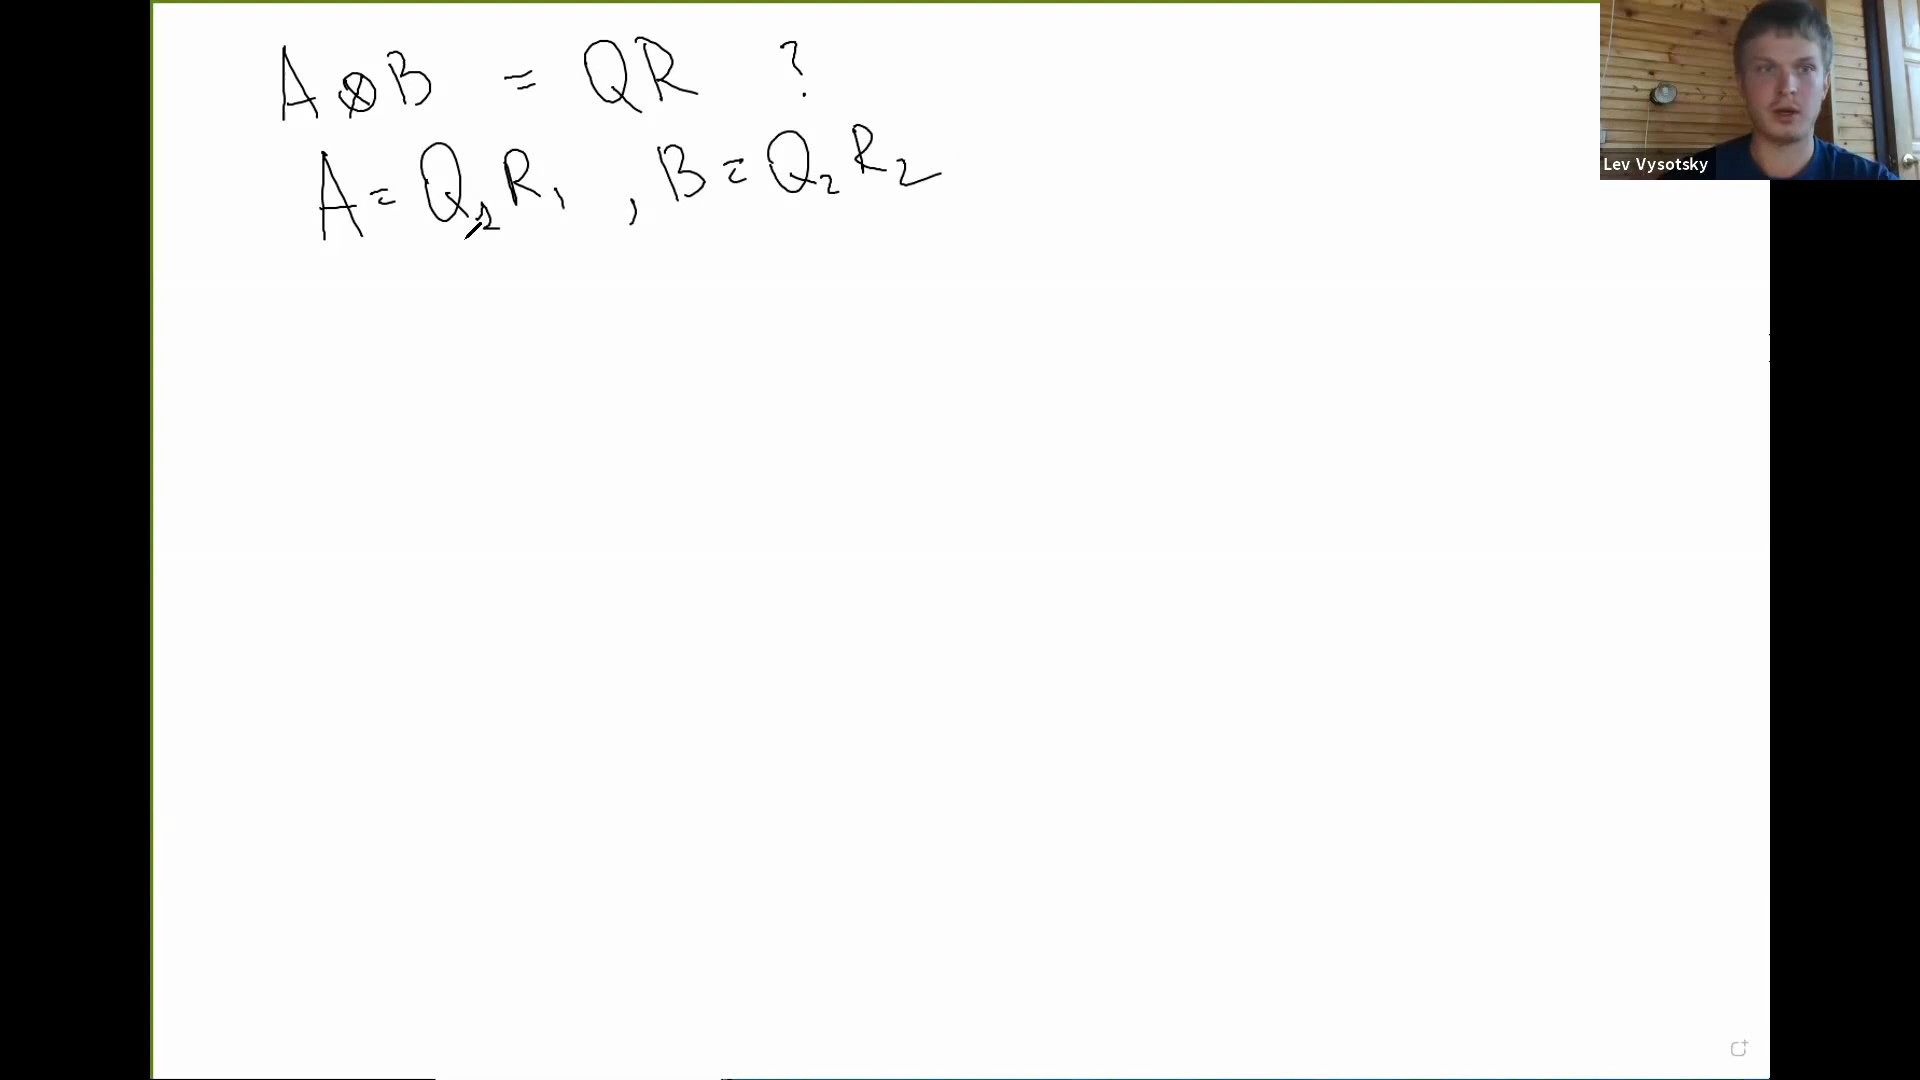 A ⊗ B = QR ?
A = Q₁R₁ , B = Q₂R₂
Lev Vysotsky